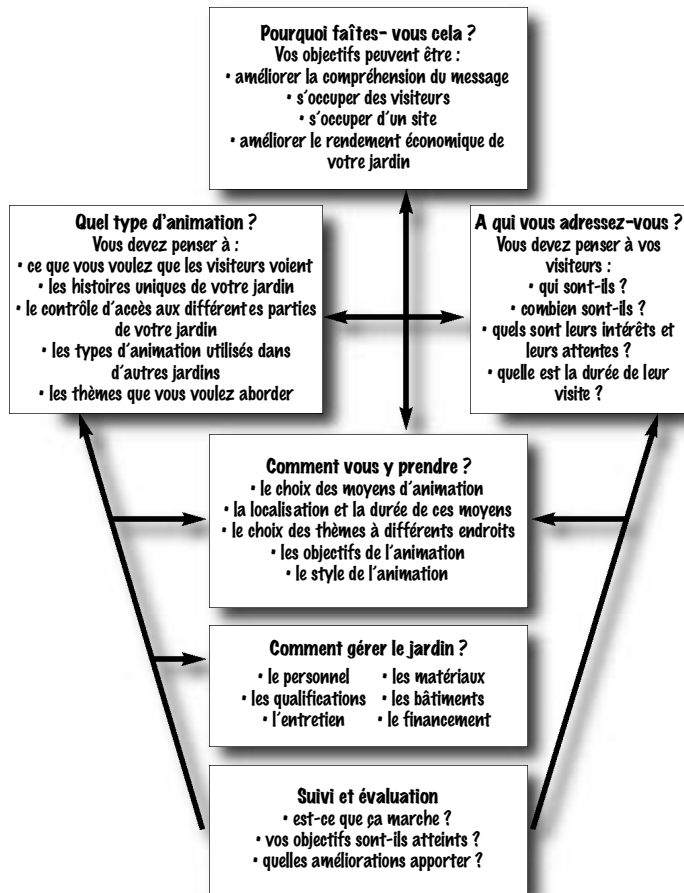 Pourquoi faîtes- vous cela ?
Vos objectifs peuvent être :
• améliorer la compréhension du message
• s'occuper des visiteurs
• s'occuper d'un site
• améliorer le rendement économique de
votre jardin
Quel type d'animation ?
Vous devez penser à :
• ce que vous voulez que les visiteurs voient
• les histoires uniques de votre jardin
• le contrôle d'accès aux différentes parties
de votre jardin
• les types d'animation utilisés dans
d'autres jardins
• les thèmes que vous voulez aborder
A qui vous adressez-vous ?
Vous devez penser à vos
visiteurs :
• qui sont-ils ?
• combien sont-ils ?
• quels sont leurs intérêts et
leurs attentes ?
• quelle est la durée de leur
visite ?
Comment vous y prendre ?
• le choix des moyens d'animation
• la localisation et la durée de ces moyens
• le choix des thèmes à différents endroits
• les objectifs de l'animation
• le style de l'animation
Comment gérer le jardin ?
• le personnel • les matériaux
• les qualifications • les bâtiments
• l'entretien • le financement
Suivi et évaluation
• est-ce que ça marche ?
• vos objectifs sont-ils atteints ?
• quelles améliorations apporter ?